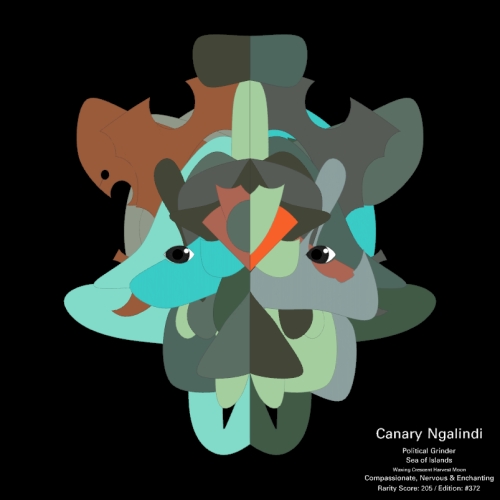 Canary Ngalindi
Political Grinder
Sea of Islands
Waxing Crescent Harvest Moon
Compassionate, Nervous & Enchanting
Rarity Score: 205 / Edition: #372